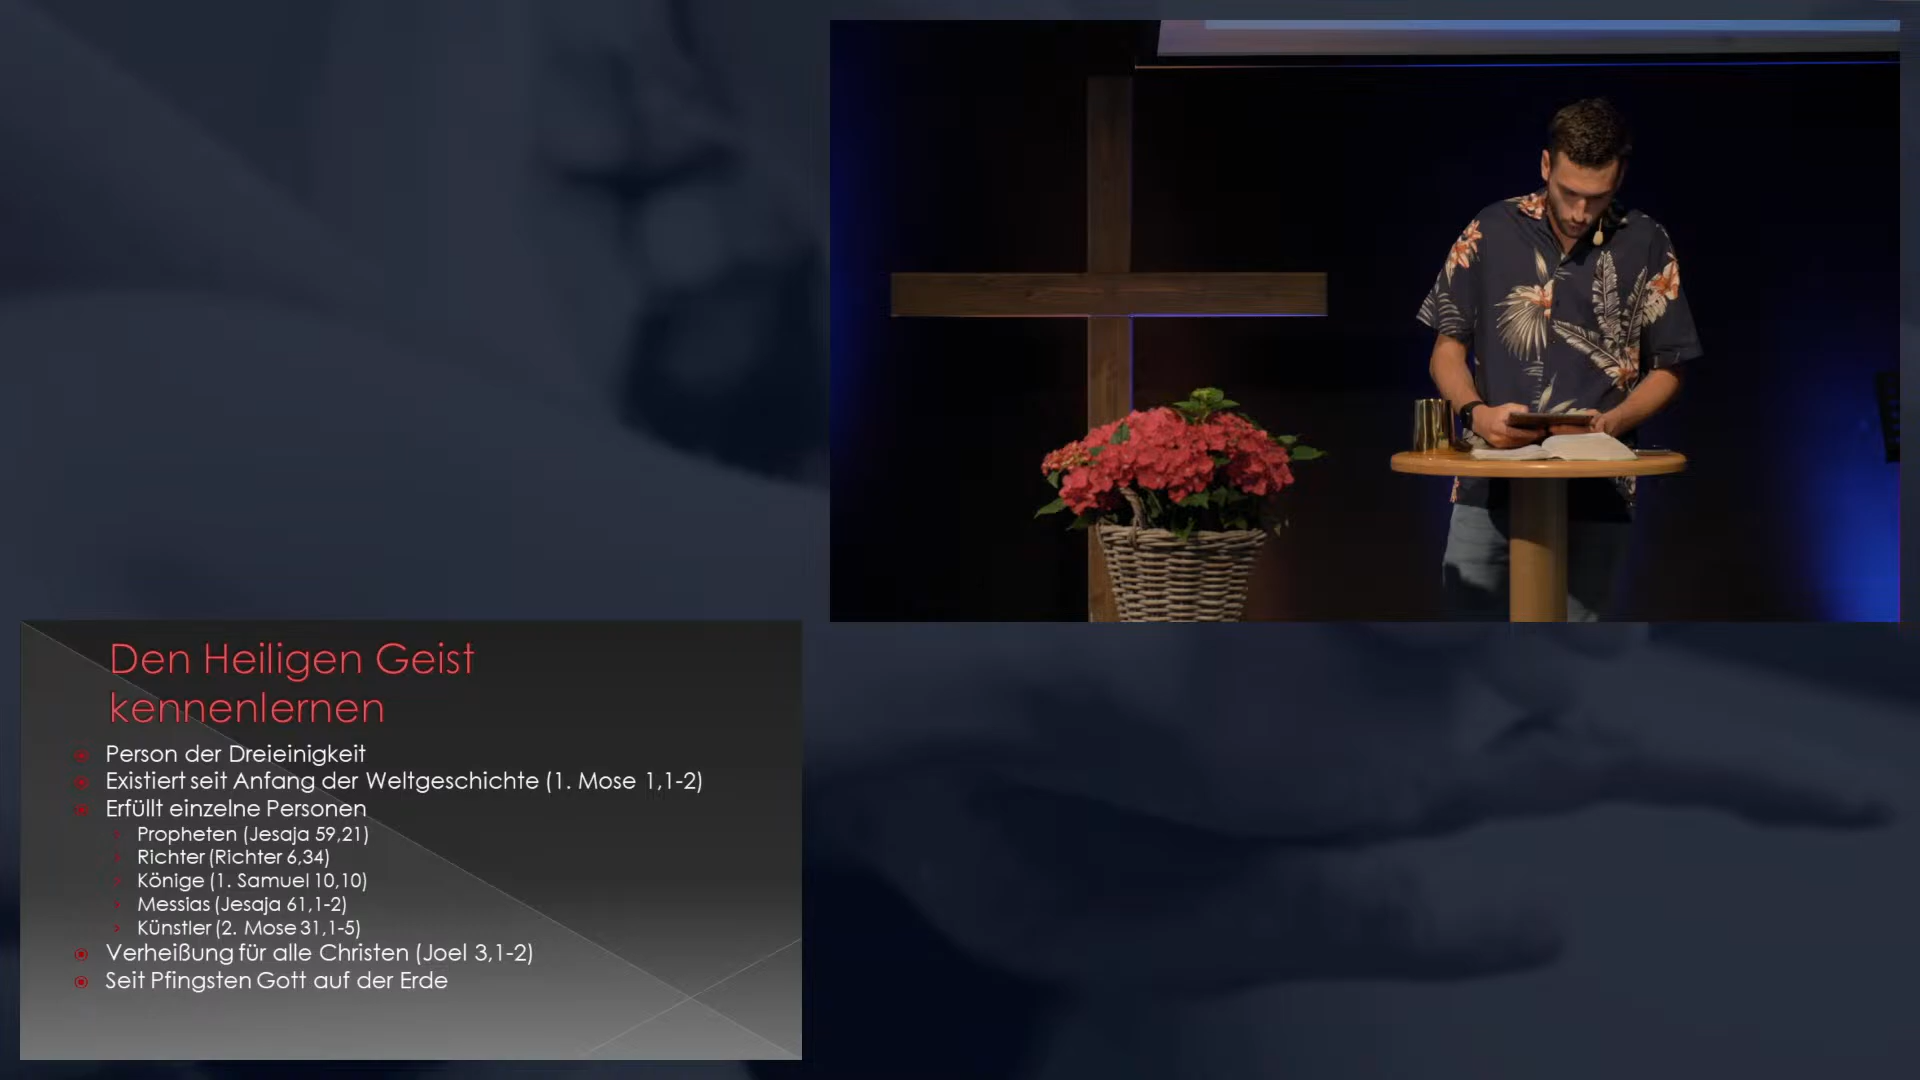 Den Heiligen Geist
kennenlernen
Person der Dreieinigkeit
Existiert seit Anfang der Weltgeschichte (1. Mose 1,1-2)
Erfüllt einzelne Personen
Propheten (Jesaja 59,21)
Richter (Richter 6,34)
Könige (1. Samuel 10,10)
Messias (Jesaja 61,1-2)
Künstler (2. Mose 31,1-5)
Verheißung für alle Christen (Joel 3,1-2)
Seit Pfingsten Gott auf der Erde